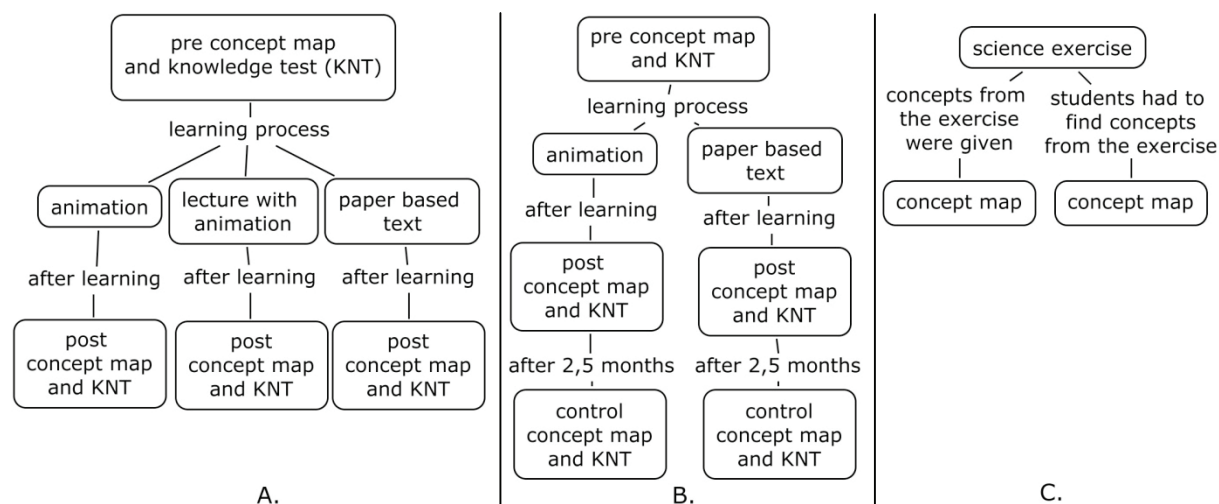 pre concept map
and knowledge test (KNT)
learning process
animation
lecture with
animation
paper based
text
after learning
after learning
after learning
post
concept map
and KNT
post
concept map
and KNT
post
concept map
and KNT
A.
pre concept map
and KNT
learning process
animation
paper based
text
after learning
after learning
post
concept map
and KNT
post
concept map
and KNT
after 2,5 months
after 2,5 months
control
concept map
and KNT
control
concept map
and KNT
B.
science exercise
concepts from
the exercise
were given
students had to
find concepts
from the exercise
concept map
concept map
C.